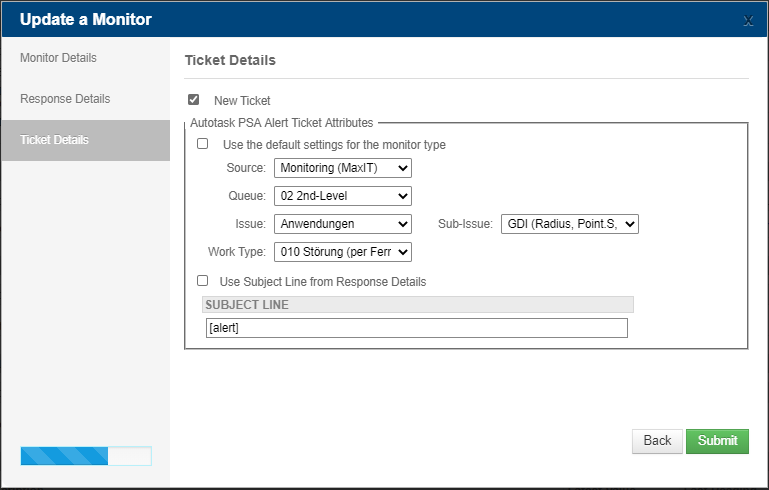 Update a Monitor
x
Monitor Details
Response Details
Ticket Details
Ticket Details
New Ticket
Autotask PSA Alert Ticket Attributes
Use the default settings for the monitor type
Source: Monitoring (MaxIT)
Queue: 02 2nd-Level
Issue: Anwendungen Sub-Issue: GDI (Radius, Point.S,
Work Type: 010 Störung (per Ferr
Use Subject Line from Response Details
SUBJECT LINE
[alert]
Back Submit